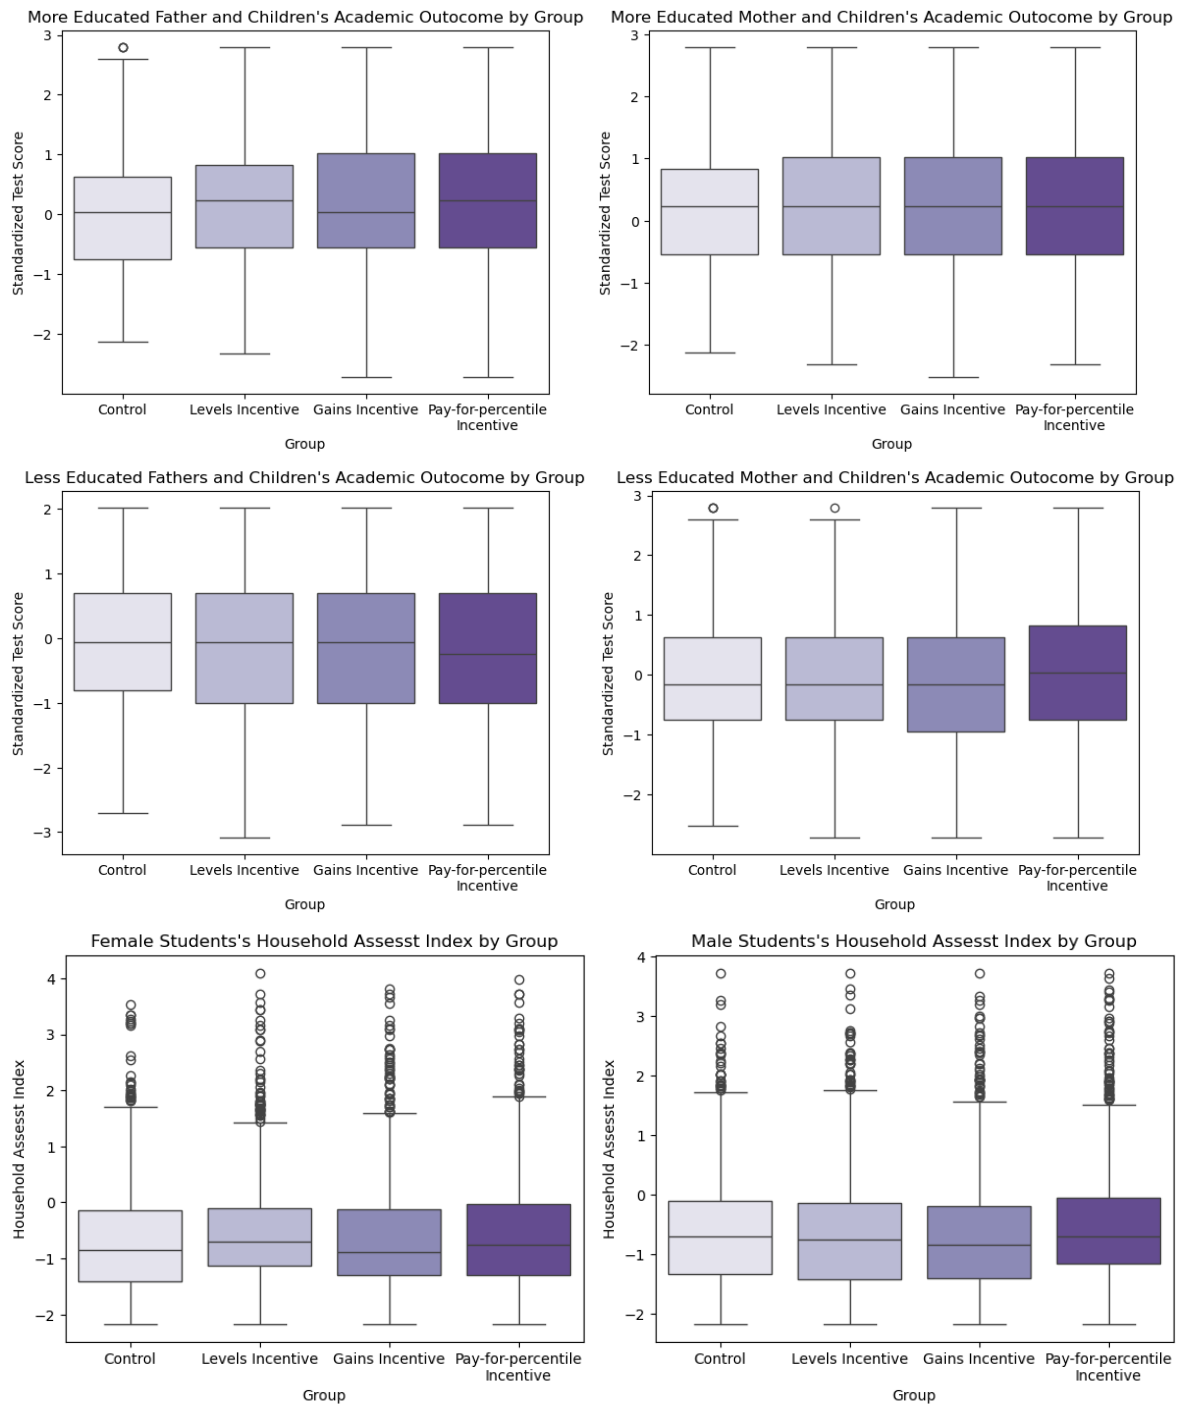 More Educated Father and Children's Academic Outocome by Group
3
2
1
0
−1
−2
Standardized Test Score
Control
Levels Incentive
Gains Incentive
Pay-for-percentile
Incentive
Group
More Educated Mother and Children's Academic Outocome by Group
3
2
1
0
−1
−2
Standardized Test Score
Control
Levels Incentive
Gains Incentive
Pay-for-percentile
Incentive
Group
Less Educated Fathers and Children's Academic Outocome by Group
2
1
0
−1
−2
−3
Standardized Test Score
Control
Levels Incentive
Gains Incentive
Pay-for-percentile
Incentive
Group
Less Educated Mother and Children's Academic Outocome by Group
3
2
1
0
−1
−2
Standardized Test Score
Control
Levels Incentive
Gains Incentive
Pay-for-percentile
Incentive
Group
Female Students's Household Assesst Index by Group
4
3
2
1
0
−1
−2
Household Assesst Index
Control
Levels Incentive
Gains Incentive
Pay-for-percentile
Incentive
Group
Male Students's Household Assesst Index by Group
4
3
2
1
0
−1
−2
Household Assesst Index
Control
Levels Incentive
Gains Incentive
Pay-for-percentile
Incentive
Group